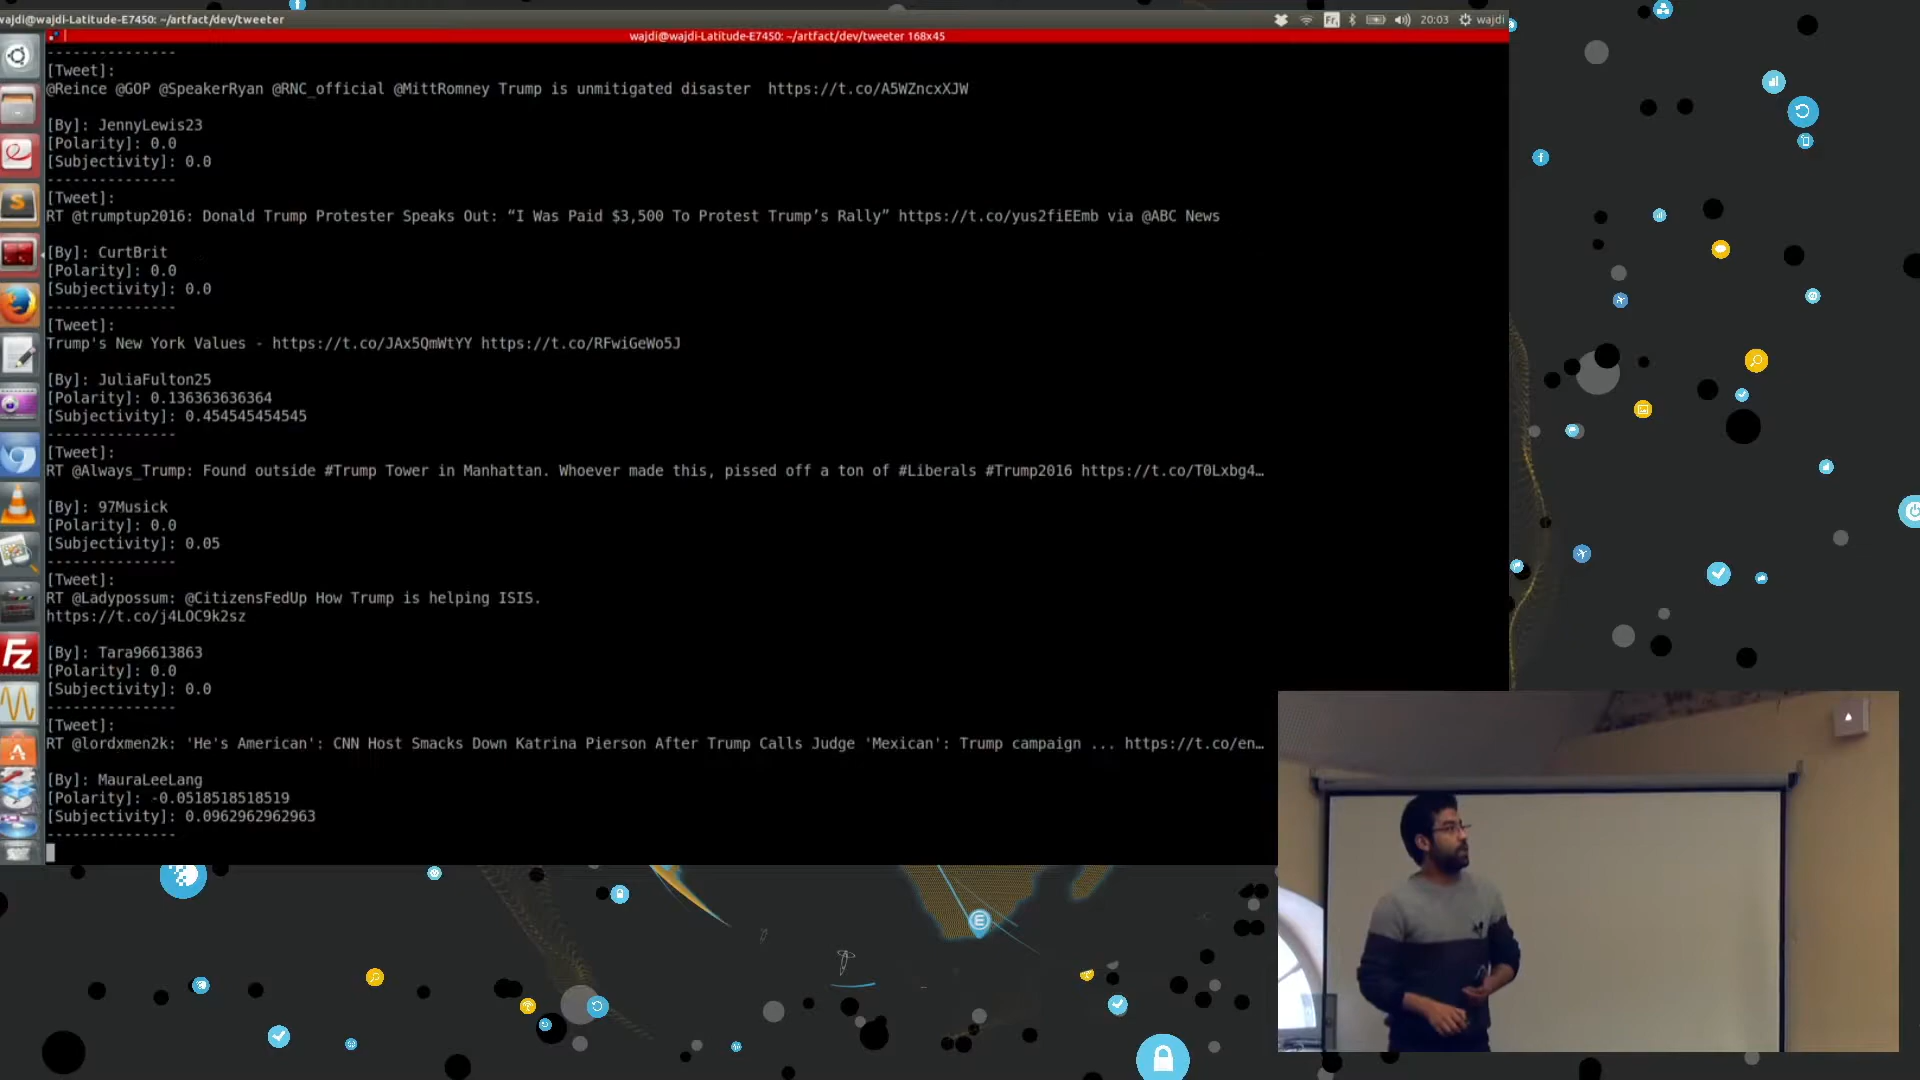 wajdi@wajdi-Latitude-E7450: ~/artfact/dev/tweeter
Fr
20:03
wajdi
wajdi@wajdi-Latitude-E7450: ~/artfact/dev/tweeter 168x45
---------------
[Tweet]:
@Reince @GOP @SpeakerRyan @RNC_official @MittRomney Trump is unmitigated disaster  https://t.co/A5WZncxXJW
[By]: JennyLewis23
[Polarity]: 0.0
[Subjectivity]: 0.0
---------------
[Tweet]:
RT @trumptup2016: Donald Trump Protester Speaks Out: “I Was Paid $3,500 To Protest Trump’s Rally” https://t.co/yus2fiEEmb via @ABC News
[By]: CurtBrit
[Polarity]: 0.0
[Subjectivity]: 0.0
---------------
[Tweet]:
Trump's New York Values - https://t.co/JAx5QmWtYY https://t.co/RFwiGeWo5J
[By]: JuliaFulton25
[Polarity]: 0.136363636364
[Subjectivity]: 0.454545454545
---------------
[Tweet]:
RT @Always_Trump: Found outside #Trump Tower in Manhattan. Whoever made this, pissed off a ton of #Liberals #Trump2016 https://t.co/T0Lxbg4…
[By]: 97Musick
[Polarity]: 0.0
[Subjectivity]: 0.05
---------------
[Tweet]:
RT @Ladypossum: @CitizensFedUp How Trump is helping ISIS.
https://t.co/j4LOC9k2sz
[By]: Tara96613863
[Polarity]: 0.0
[Subjectivity]: 0.0
---------------
[Tweet]:
RT @lordxmen2k: 'He's American': CNN Host Smacks Down Katrina Pierson After Trump Calls Judge 'Mexican': Trump campaign ... https://t.co/en…
[By]: MauraLeeLang
[Polarity]: -0.0518518518519
[Subjectivity]: 0.0962962962963
---------------